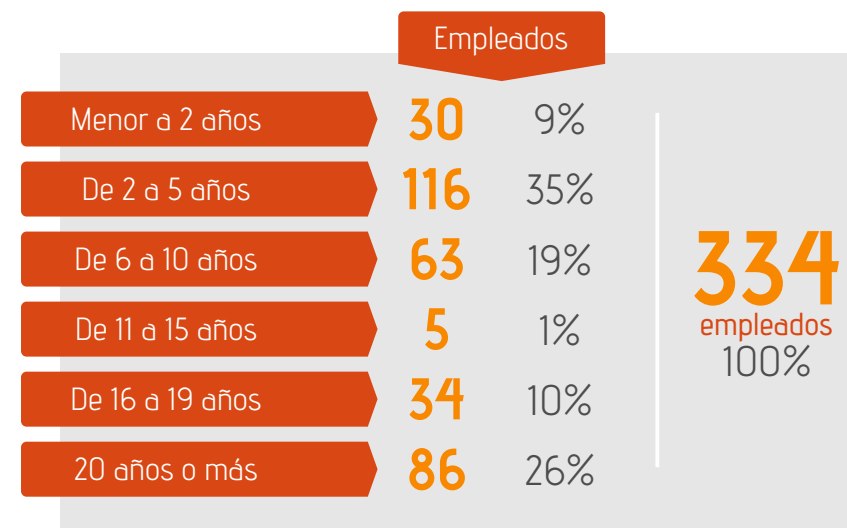 Empleados
Menor a 2 años 30 9%
De 2 a 5 años 116 35%
De 6 a 10 años 63 19%
De 11 a 15 años 5 1%
De 16 a 19 años 34 10%
20 años o más 86 26%
334
empleados
100%